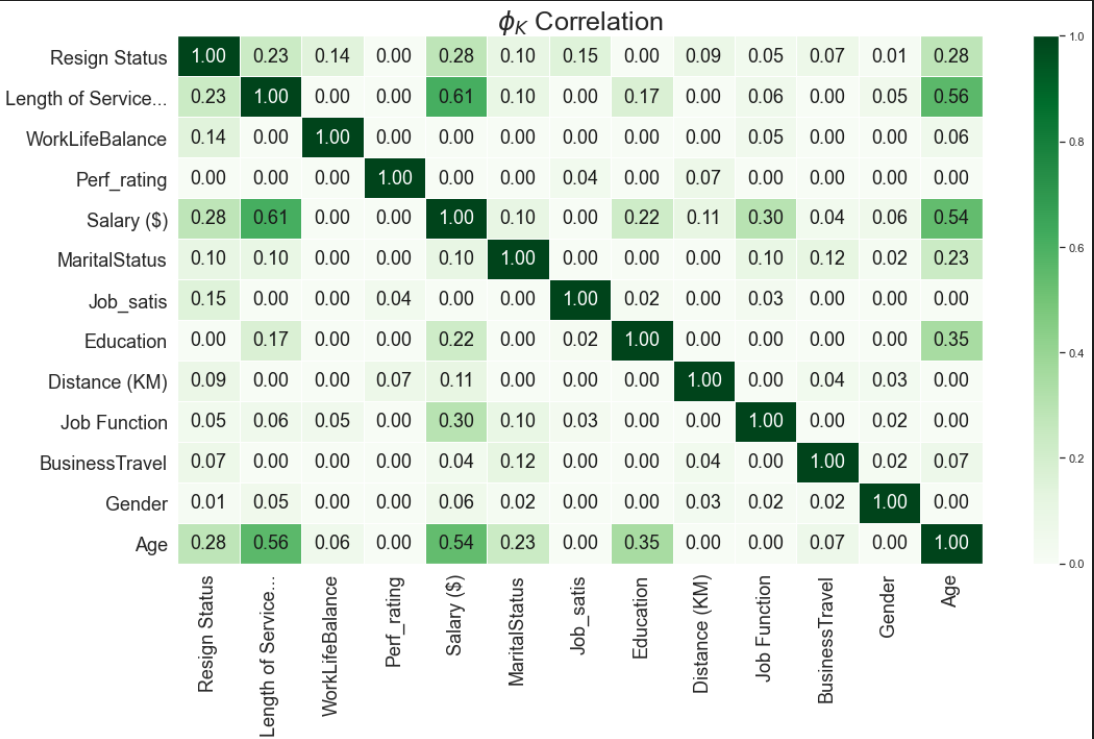 ϕK Correlation
Resign Status 1.00 0.23 0.14 0.00 0.28 0.10 0.15 0.00 0.09 0.05 0.07 0.01 0.28
Length of Service... 0.23 1.00 0.00 0.00 0.61 0.10 0.00 0.17 0.00 0.06 0.00 0.05 0.56
WorkLifeBalance 0.14 0.00 1.00 0.00 0.00 0.00 0.00 0.00 0.00 0.05 0.00 0.00 0.06
Perf_rating 0.00 0.00 0.00 1.00 0.00 0.00 0.04 0.00 0.07 0.00 0.00 0.00 0.00
Salary ($) 0.28 0.61 0.00 0.00 1.00 0.10 0.00 0.22 0.11 0.30 0.04 0.06 0.54
MaritalStatus 0.10 0.10 0.00 0.00 0.10 1.00 0.00 0.00 0.00 0.10 0.12 0.02 0.23
Job_satis 0.15 0.00 0.00 0.04 0.00 0.00 1.00 0.02 0.00 0.03 0.00 0.00 0.00
Education 0.00 0.17 0.00 0.00 0.22 0.00 0.02 1.00 0.00 0.00 0.00 0.00 0.35
Distance (KM) 0.09 0.00 0.00 0.07 0.11 0.00 0.00 0.00 1.00 0.00 0.04 0.03 0.00
Job Function 0.05 0.06 0.05 0.00 0.30 0.10 0.03 0.00 0.00 1.00 0.00 0.02 0.00
BusinessTravel 0.07 0.00 0.00 0.00 0.04 0.12 0.00 0.00 0.04 0.00 1.00 0.02 0.07
Gender 0.01 0.05 0.00 0.00 0.06 0.02 0.00 0.00 0.03 0.02 0.02 1.00 0.00
Age 0.28 0.56 0.06 0.00 0.54 0.23 0.00 0.35 0.00 0.00 0.07 0.00 1.00
Resign Status
Length of Service...
WorkLifeBalance
Perf_rating
Salary ($)
MaritalStatus
Job_satis
Education
Distance (KM)
Job Function
BusinessTravel
Gender
Age
1.0
0.8
0.6
0.4
0.2
0.0